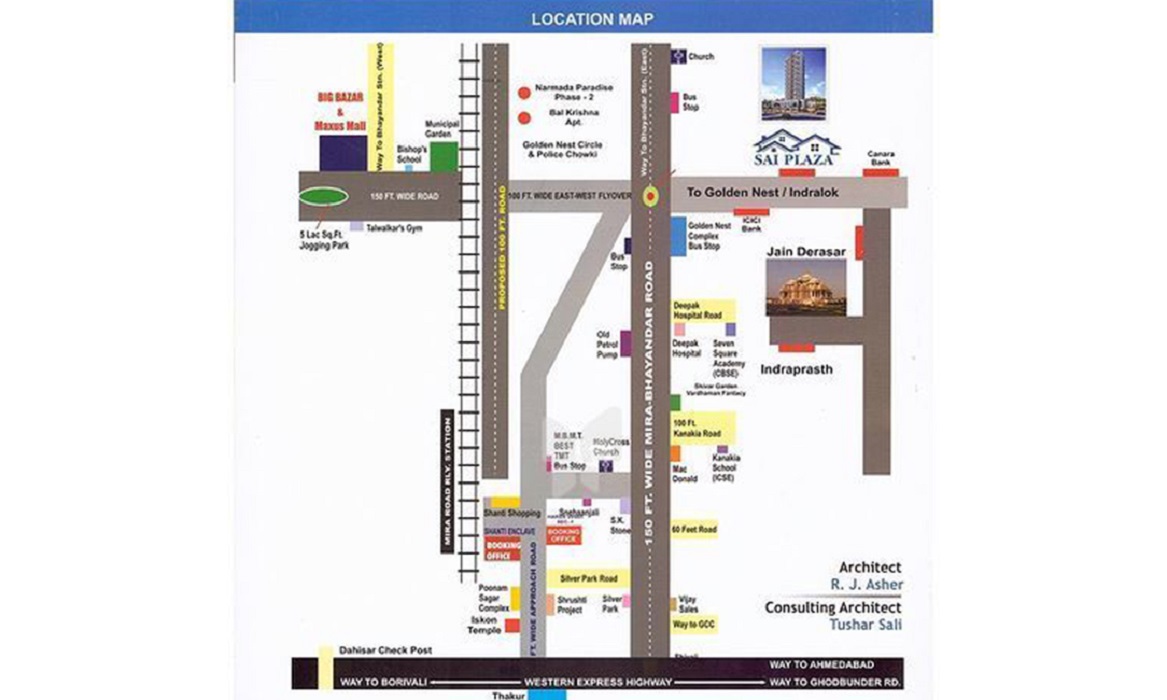 LOCATION MAP
Way To Bhayandar Stn. (West)
Way To Bhayandar Stn. (East)
Church
BIG BAZAR
&
Maxus Mall
Narmada Paradise
Phase - 2
Bal Krishna
Apt.
Bus
Stop
Municipal
Garden
Bishop's
School
Golden Nest Circle
& Police Chowki
SAI PLAZA
Canara
Bank
150 FT. WIDE ROAD
PROPOSED 100 FT. ROAD
100 FT. WIDE EAST-WEST FLYOVER
To Golden Nest / Indralok
5 Lac Sq.Ft.
Jogging Park
Talwalkar's Gym
Golden Nest
Complex
Bus Stop
ICICI
Bank
Bus
Stop
Jain Derasar
150 FT. WIDE MIRA-BHAYANDAR ROAD
Deepak
Hospital Road
Old
Petrol
Pump
Deepak
Hospital
Seven
Square
Academy
(CBSE)
Indraprasth
Shivar Garden
Vardhaman Fantacy
100 Ft.
Kanakia Road
MIRA ROAD RLY. STATION
M.B.M.T.
BEST
TMT
Bus Stop
HolyCross
Church
Mac
Donald
Kanakia
School
(ICSE)
Shanti Shopping
Snehanjali
S.K.
Stone
SHANTI ENCLAVE
BOOKING
OFFICE
BOOKING
OFFICE
60 Feet Road
FT. WIDE APPROACH ROAD
Silver Park Road
Poonam
Sagar
Complex
Shrushti
Project
Silver
Park
Vijay
Sales
Iskon
Temple
Way to GCC
Architect
R. J. Asher
Consulting Architect
Tushar Sali
Dahisar Check Post
WAY TO AHMEDABAD
WAY TO BORIVALI
WESTERN EXPRESS HIGHWAY
WAY TO GHODBUNDER RD.
Thakur